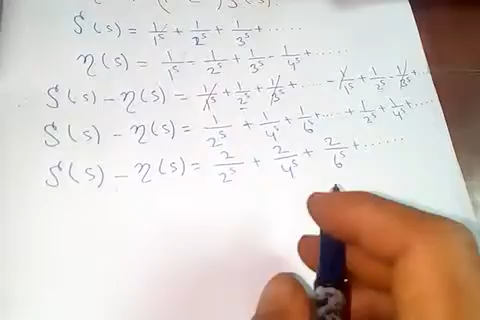 ζ(s) = 1/1^s + 1/2^s + 1/3^s + ......
η(s) = 1/1^s - 1/2^s + 1/3^s - 1/4^s + ......
ζ(s) - η(s) = 1/1^s + 1/2^s + 1/3^s + .... - 1/1^s + 1/2^s - 1/3^s + ..
ζ(s) - η(s) = 1/2^s + 1/4^s + 1/6^s + ..... + 1/2^s + 1/4^s + ....
ζ(s) - η(s) = 2/2^s + 2/4^s + 2/6^s + ......